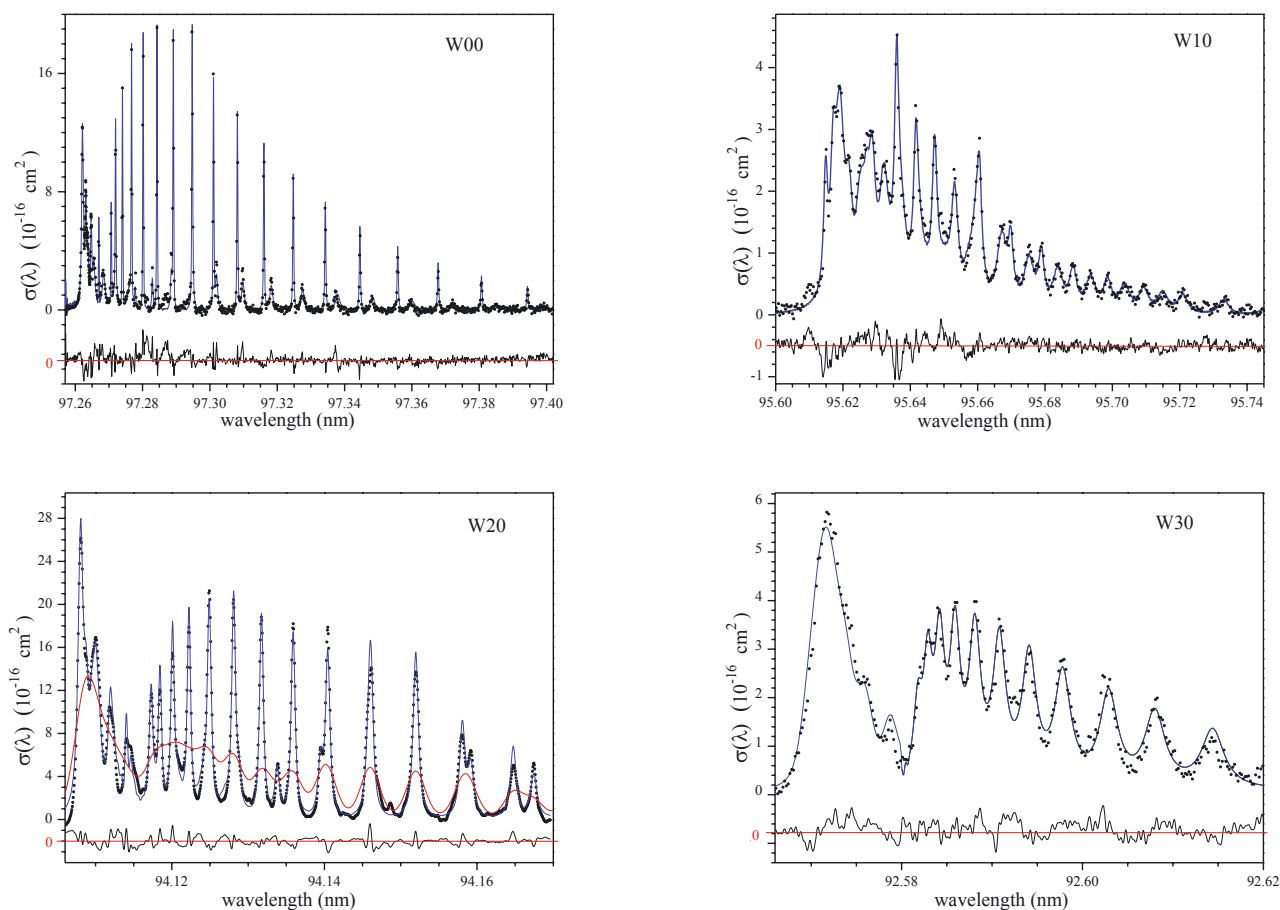 W00
σ(λ) (10⁻¹⁶ cm²)
16
8
0
0
97.26 97.28 97.30 97.32 97.34 97.36 97.38 97.40
wavelength (nm)
W10
σ(λ) (10⁻¹⁶ cm²)
4
3
2
1
0
0
-1
95.60 95.62 95.64 95.66 95.68 95.70 95.72 95.74
wavelength (nm)
W20
σ(λ) (10⁻¹⁶ cm²)
28
24
20
16
12
8
4
0
0
94.12 94.14 94.16
wavelength (nm)
W30
σ(λ) (10⁻¹⁶ cm²)
6
5
4
3
2
1
0
0
92.58 92.60 92.62
wavelength (nm)